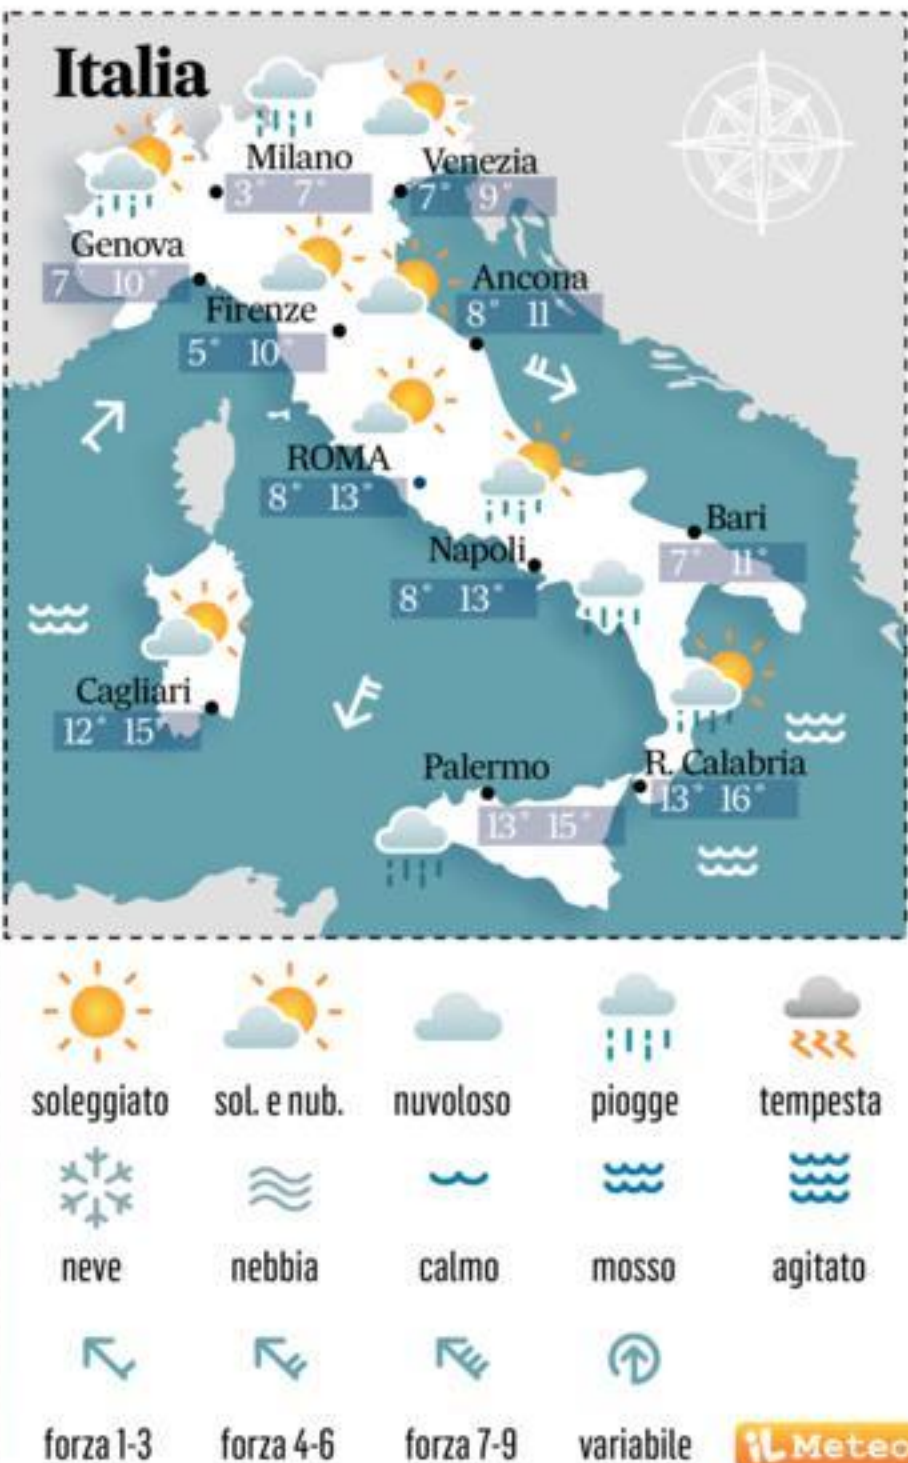 Italia
Milano
3° 7°
Venezia
7° 9°
Genova
7° 10°
Firenze
5° 10°
Ancona
8° 11°
ROMA
8° 13°
Napoli
8° 13°
Bari
7° 11°
Cagliari
12° 15°
Palermo
13° 15°
R. Calabria
13° 16°
soleggiato sol. e nub. nuvoloso piogge tempesta
neve nebbia calmo mosso agitato
forza 1-3 forza 4-6 forza 7-9 variabile
iL Meteo